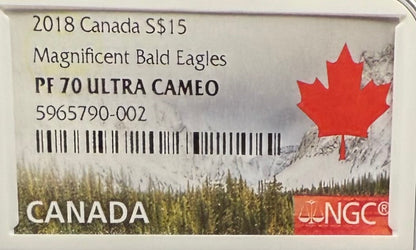 2018 Canada S$15
Magnificent Bald Eagles
PF 70 ULTRA CAMEO
5965790-002
CANADA
NGC®